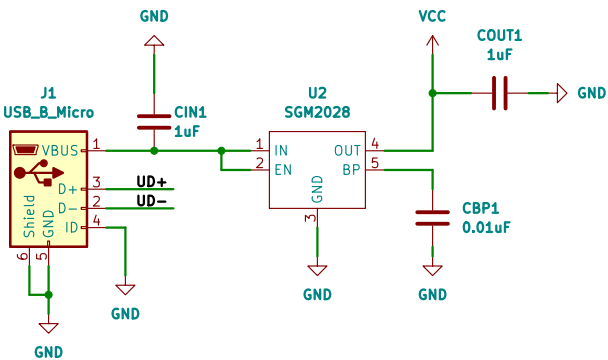 VCC
GND
COUT1
1uF
GND
J1
USB_B_Micro
CIN1
1uF
U2
SGM2028
VBUS 1
D+ 3
D- 2
ID 4
Shield
GND
6
5
UD+
UD-
1 IN
2 EN
OUT 4
BP 5
GND
3
CBP1
0.01uF
GND
GND
GND
GND